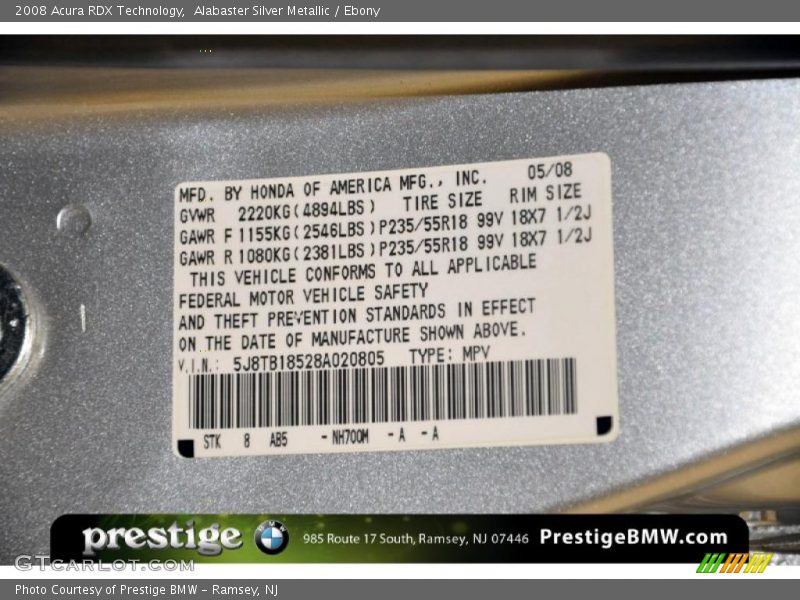 2008 Acura RDX Technology, Alabaster Silver Metallic / Ebony
MFD. BY HONDA OF AMERICA MFG., INC. 05/08
GVWR 2220KG(4894LBS) TIRE SIZE RIM SIZE
GAWR F 1155KG(2546LBS) P235/55R18 99V 18X7 1/2J
GAWR R 1080KG(2381LBS) P235/55R18 99V 18X7 1/2J
THIS VEHICLE CONFORMS TO ALL APPLICABLE
FEDERAL MOTOR VEHICLE SAFETY
AND THEFT PREVENTION STANDARDS IN EFFECT
ON THE DATE OF MANUFACTURE SHOWN ABOVE.
V.I.N.: 5J8TB18528A020805 TYPE: MPV
STK 8 AB5 -NH700M -A -A
prestige BMW 985 Route 17 South, Ramsey, NJ 07446 PrestigeBMW.com
GTCARLOT.COM
Photo Courtesy of Prestige BMW – Ramsey, NJ